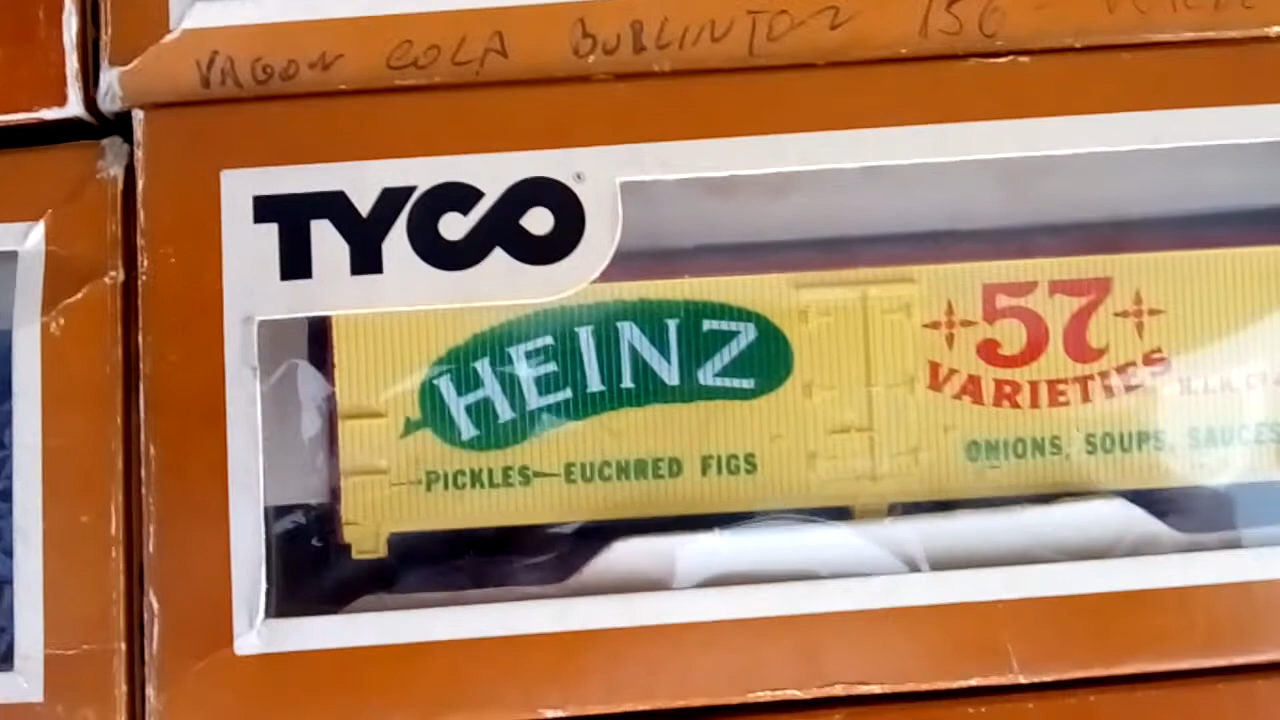 VAGON COLA BURLINTON 156
TYCO
HEINZ
57
VARIETIES
PICKLES—EUCHRED FIGS
ONIONS, SOUPS, SAUCES